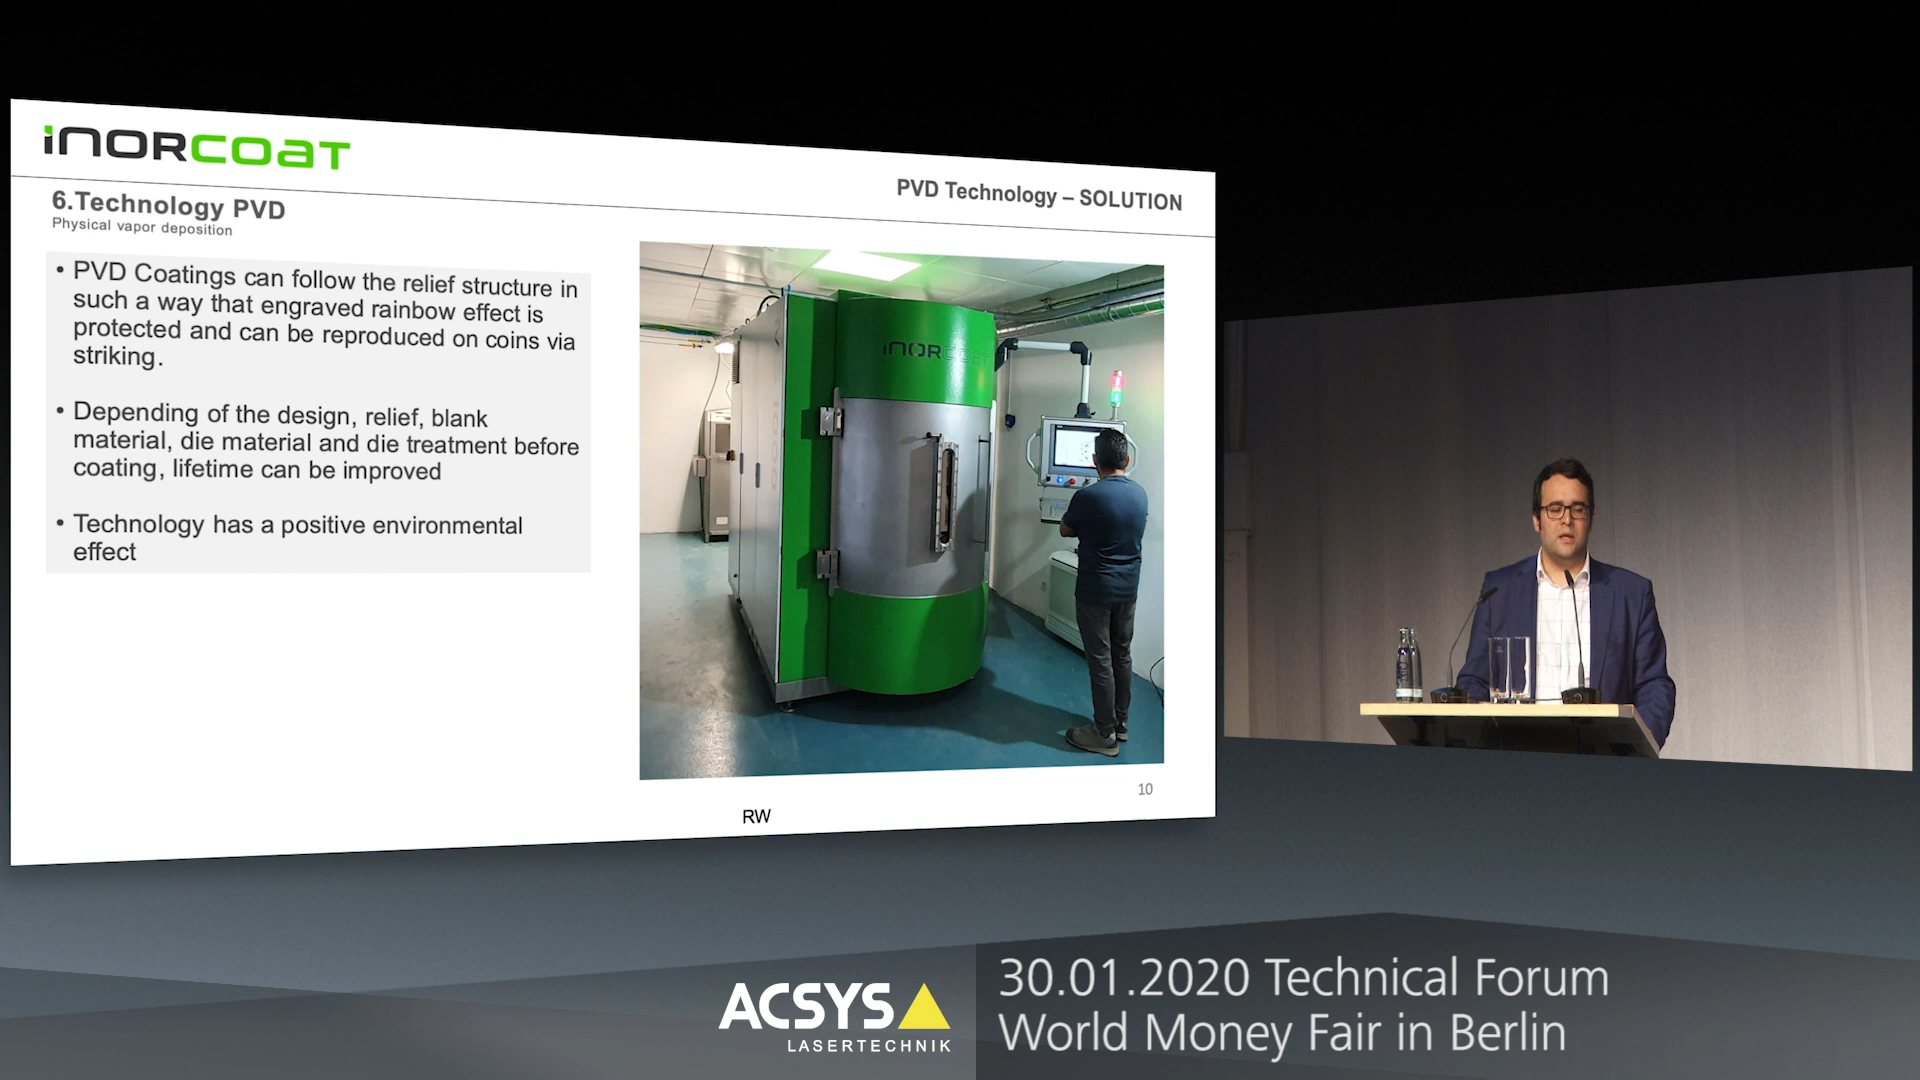 INORCOAT
PVD Technology – SOLUTION
6.Technology PVD
Physical vapor deposition
• PVD Coatings can follow the relief structure in
such a way that engraved rainbow effect is
protected and can be reproduced on coins via
striking.
• Depending of the design, relief, blank
material, die material and die treatment before
coating, lifetime can be improved
• Technology has a positive environmental
effect
INORCOAT
10
RW
ACSYS
LASERTECHNIK
30.01.2020 Technical Forum
World Money Fair in Berlin